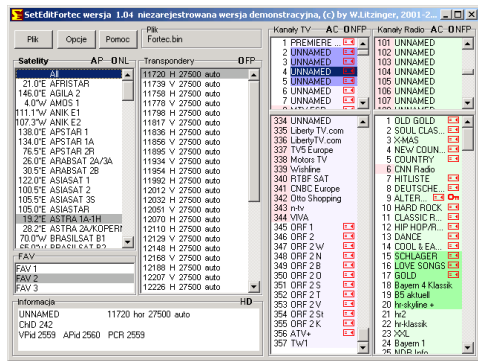 SetEditFortec wersja 1.04 niezarejestrowana wersja demonstracyjna, (c) by W.Litzinger, 2001-2...
Plik
Opcje
Pomoc
Plik
Fortec.bin
Satelity AP ONL
All
21.0°E AFRISTAR
146.0°E AGILA 2
4.0°W AMOS 1
111.1°W ANIK E1
107.3°W ANIK E2
138.0°E APSTAR 1
134.0°E APSTAR 1A
76.5°E APSTAR 2R
26.0°E ARABSAT 2A/3A
30.5°E ARABSAT 2B
122.0°E ASIASAT 1
100.5°E ASIASAT 2
105.5°E ASIASAT 3S
105.0°E ASIASTAR
19.2°E ASTRA 1A-1H
28.2°E ASTRA 2A/KOPERN
70.0°W BRASILSAT B1
65.0°W BRASILSAT B2
FAV
FAV 1
FAV 2
FAV 3
Transpondery OFP
11720 H 27500 auto
11739 V 27500 auto
11758 H 27500 auto
11778 V 27500 auto
11798 H 27500 auto
11817 V 27500 auto
11836 H 27500 auto
11856 V 27500 auto
11895 V 27500 auto
11934 V 27500 auto
11954 H 27500 auto
11973 V 27500 auto
11992 H 27500 auto
12012 V 27500 auto
12032 H 27500 auto
12051 V 27500 auto
12070 H 27500 auto
12110 H 27500 auto
12129 V 27500 auto
12148 H 27500 auto
12168 V 27500 auto
12188 H 27500 auto
12207 V 27500 auto
12226 H 27500 auto
Informacja HD
UNNAMED 11720 hor 27500 auto
ChID 242
VPid 2559 APid 2560 PCR 2559
Kanały TV AC ONFP
1 PREMIERE ...
2 UNNAMED
3 UNNAMED
4 UNNAMED
5 UNNAMED
6 UNNAMED
7 UNNAMED
334 UNNAMED
335 Liberty TV.com
336 LibertyTV.com
337 TV5 Europe
338 Motors TV
339 Wishline
340 RTBF SAT
341 CNBC Europe
342 Otto Shopping
343 n-tv
344 VIVA
345 ORF 1
346 ORF 2
347 ORF 2 W
348 ORF 2 N
349 ORF 2 B
350 ORF 2 O
351 ORF 2 S
352 ORF 2 T
353 ORF 2 V
354 ORF 2 St
355 ORF 2 K
356 ATV+
357 TW1
Kanały Radio AC ONFP
101 UNNAMED
102 UNNAMED
103 UNNAMED
104 UNNAMED
105 UNNAMED
106 UNNAMED
107 UNNAMED
1 OLD GOLD
2 SOUL CLAS...
3 X-MAS
4 NEW COUN...
5 COUNTRY
6 CNN Radio
7 HITLISTE
8 DEUTSCHE...
9 ALTER...
10 HARD ROCK
11 CLASSIC R...
12 HIP HOP/R...
13 DANCE
14 COOL & EA...
15 SCHLAGER
16 LOVE SONGS
17 GOLD
18 Bayern 4 Klassik
19 B5 aktuell
20 hr-skyline +
21 hr2
22 hr-klassik
23 XXL
24 Bayern 1
25 NDR Info